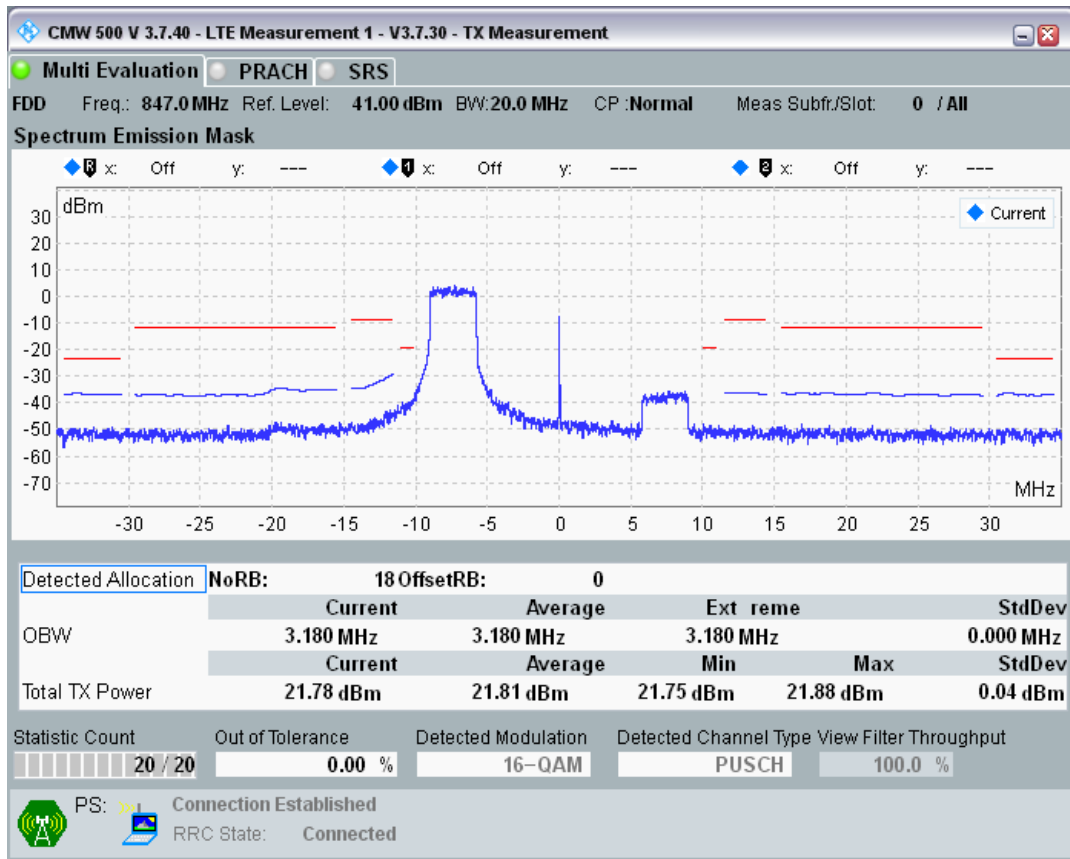 CMW 500 V 3.7.40 - LTE Measurement 1 - V3.7.30 - TX Measurement
Multi Evaluation PRACH SRS
FDD Freq.: 847.0 MHz Ref. Level: 41.00 dBm BW: 20.0 MHz CP :Normal Meas Subfr./Slot: 0 / All
Spectrum Emission Mask
R x: Off y: --- 1 x: Off y: --- 2 x: Off y: ---
dBm
Current
30
20
10
0
-10
-20
-30
-40
-50
-60
-70
MHz
-30 -25 -20 -15 -10 -5 0 5 10 15 20 25 30
Detected Allocation NoRB: 18 OffsetRB: 0
Current Average Ext reme StdDev
OBW 3.180 MHz 3.180 MHz 3.180 MHz 0.000 MHz
Current Average Min Max StdDev
Total TX Power 21.78 dBm 21.81 dBm 21.75 dBm 21.88 dBm 0.04 dBm
Statistic Count Out of Tolerance Detected Modulation Detected Channel Type View Filter Throughput
20 / 20 0.00 % 16-QAM PUSCH 100.0 %
PS: Connection Established
RRC State: Connected